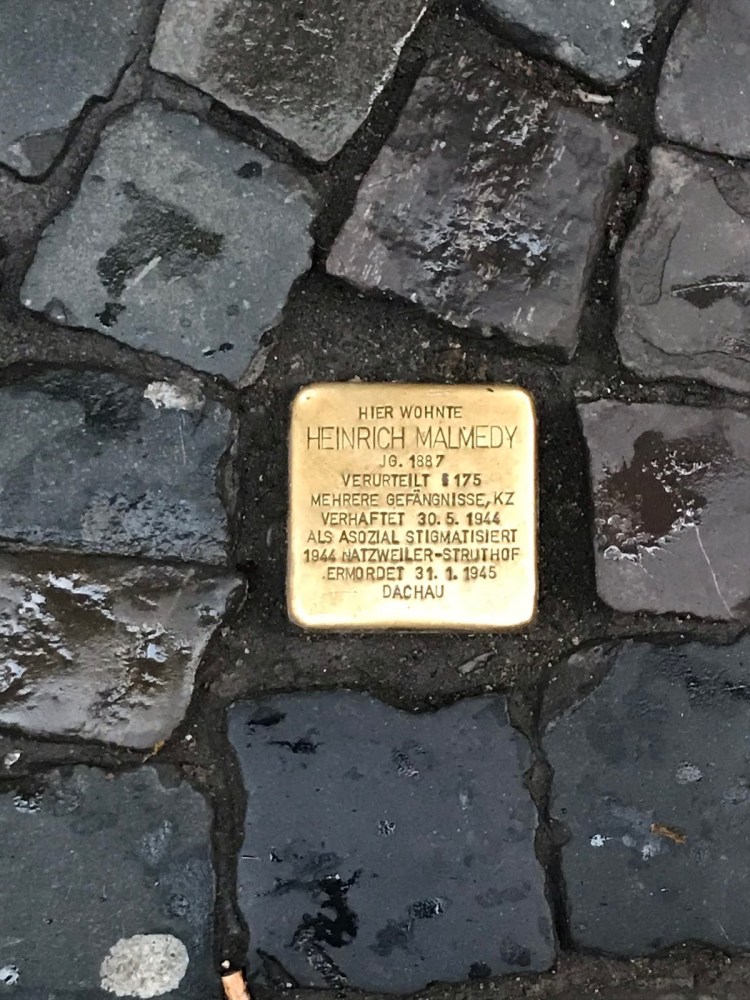 HIER WOHNTE
HEINRICH MALMEDY
JG. 1887
VERURTEILT §175
MEHRERE GEFÄNGNISSE, KZ
VERHAFTET 30.5.1944
ALS ASOZIAL STIGMATISIERT
1944 NATZWEILER-STRUTHOF
ERMORDET 31.1.1945
DACHAU